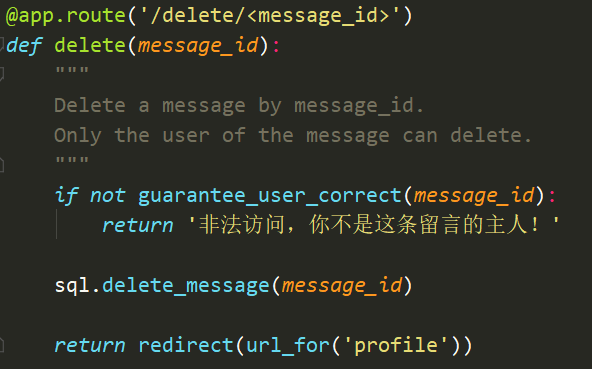 @app.route('/delete/<message_id>')
def delete(message_id):
    """
    Delete a message by message_id.
    Only the user of the message can delete.
    """
    if not guarantee_user_correct(message_id):
        return '非法访问，你不是这条留言的主人！'
    sql.delete_message(message_id)
    return redirect(url_for('profile'))